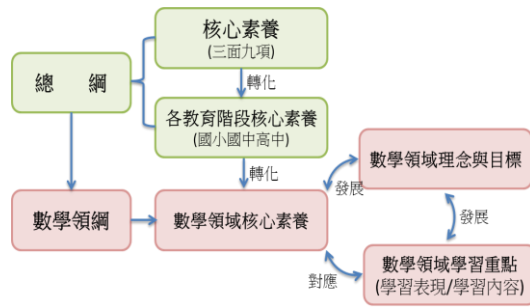 核心素養
(三面九項)
總 綱
轉化
各教育階段核心素養
(國小國中高中)
轉化
數學領域理念與目標
發展
數學領綱
數學領域核心素養
發展
對應
數學領域學習重點
(學習表現/學習內容)